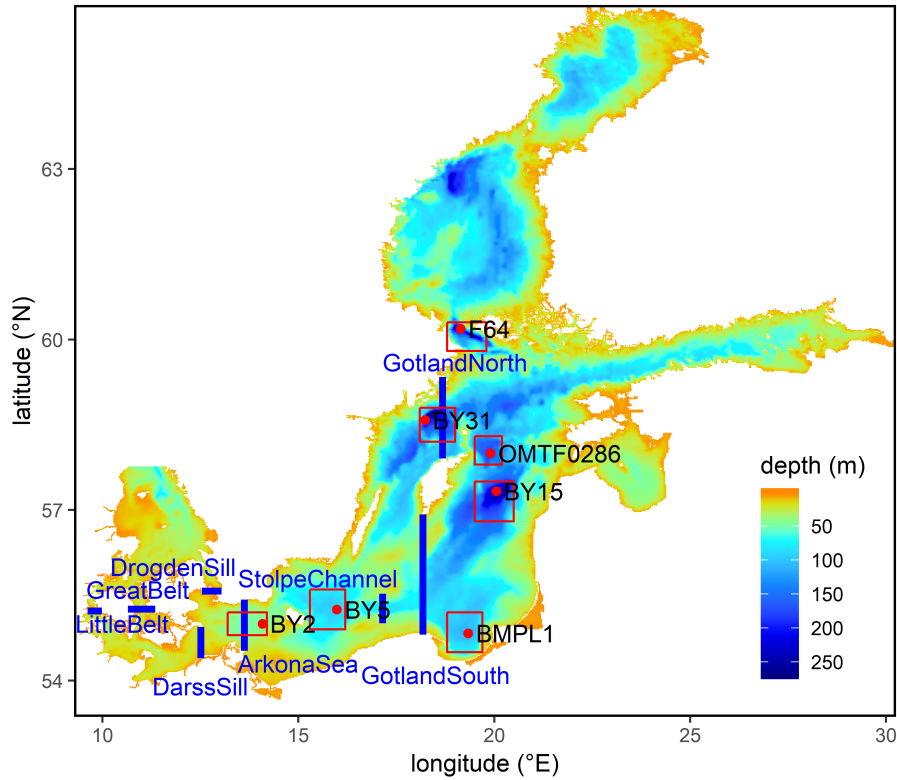 63
60
57
54
latitude (°N)
F64
GotlandNorth
BY31
OMTF0286
BY15
depth (m)
50
100
150
200
250
DrogdenSill
GreatBelt
LittleBelt
StolpeChannel
BY5
BY2
BMPL1
ArkonaSea
DarssSill
GotlandSouth
10
15
20
25
30
longitude (°E)